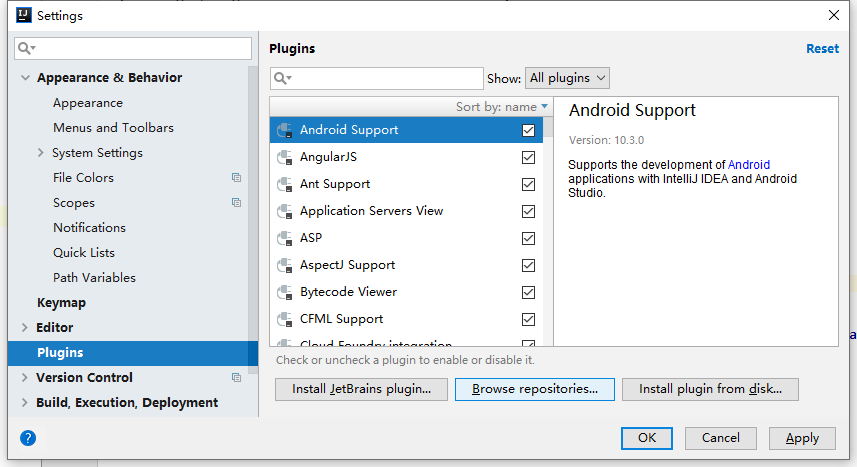 IJ Settings
Plugins
Reset
Show: All plugins
Appearance & Behavior
Appearance
Menus and Toolbars
System Settings
File Colors
Scopes
Notifications
Quick Lists
Path Variables
Keymap
Editor
Plugins
Version Control
Build, Execution, Deployment
Sort by: name
Android Support
AngularJS
Ant Support
Application Servers View
ASP
AspectJ Support
Bytecode Viewer
CFML Support
Cloud Foundry integration
Android Support
Version: 10.3.0
Supports the development of Android
applications with IntelliJ IDEA and Android
Studio.
Check or uncheck a plugin to enable or disable it.
Install JetBrains plugin...
Browse repositories...
Install plugin from disk...
?
OK
Cancel
Apply
a